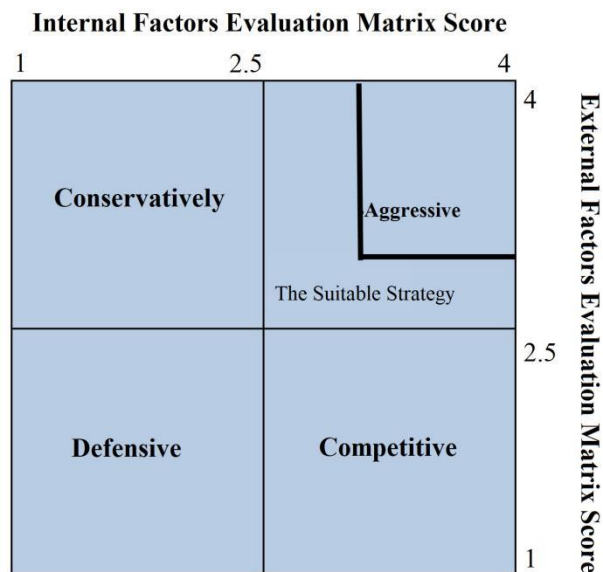 Internal Factors Evaluation Matrix Score
1 2.5 4
4
External Factors Evaluation Matrix Score
Conservatively
Aggressive
The Suitable Strategy
2.5
Defensive
Competitive
1